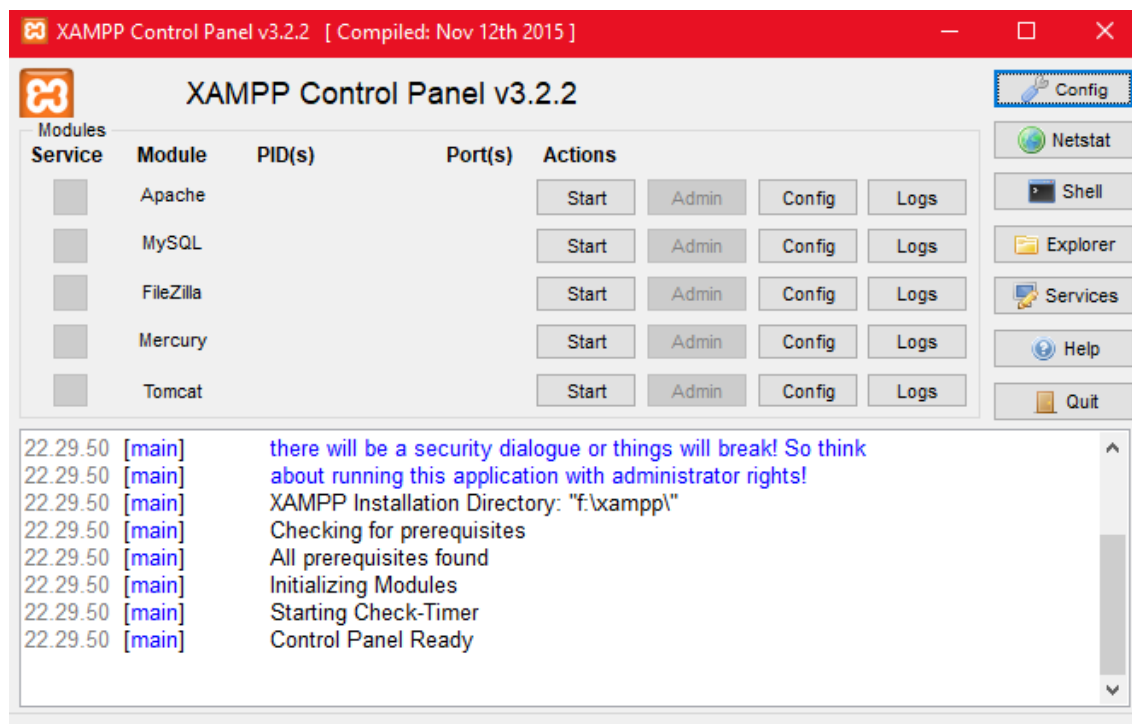 XAMPP Control Panel v3.2.2 [ Compiled: Nov 12th 2015 ]
XAMPP Control Panel v3.2.2
Config
Modules
Service Module PID(s) Port(s) Actions
Netstat
Apache Start Admin Config Logs
Shell
MySQL Start Admin Config Logs
Explorer
FileZilla Start Admin Config Logs
Services
Mercury Start Admin Config Logs
Help
Tomcat Start Admin Config Logs
Quit
22.29.50 [main] there will be a security dialogue or things will break! So think
22.29.50 [main] about running this application with administrator rights!
22.29.50 [main] XAMPP Installation Directory: "f:\xampp\"
22.29.50 [main] Checking for prerequisites
22.29.50 [main] All prerequisites found
22.29.50 [main] Initializing Modules
22.29.50 [main] Starting Check-Timer
22.29.50 [main] Control Panel Ready